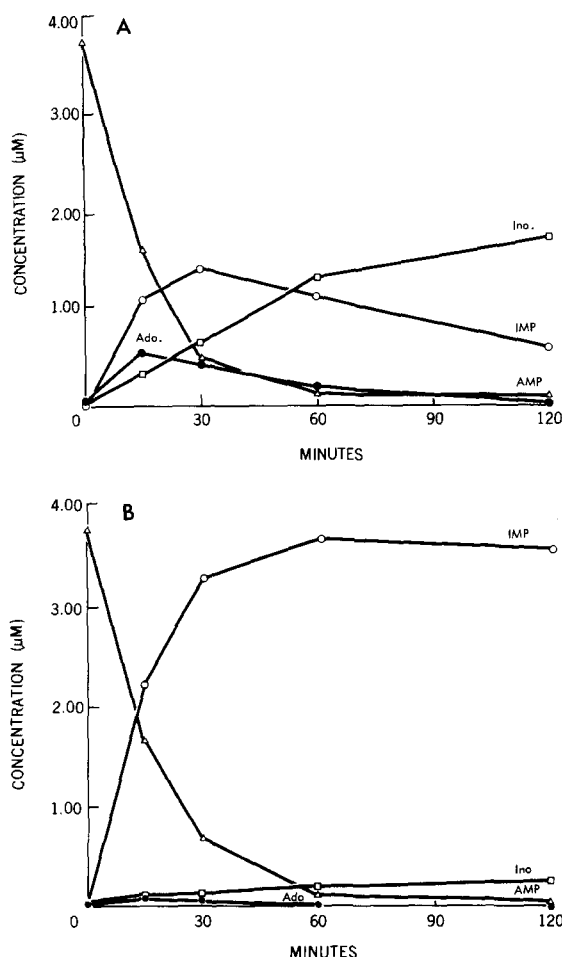 A
4.00
3.00
2.00
1.00
CONCENTRATION (µM)
Ino.
IMP
Ado.
AMP
0 30 60 90 120
MINUTES
B
4.00
3.00
2.00
1.00
CONCENTRATION (µM)
IMP
Ino
AMP
Ado
0 30 60 90 120
MINUTES